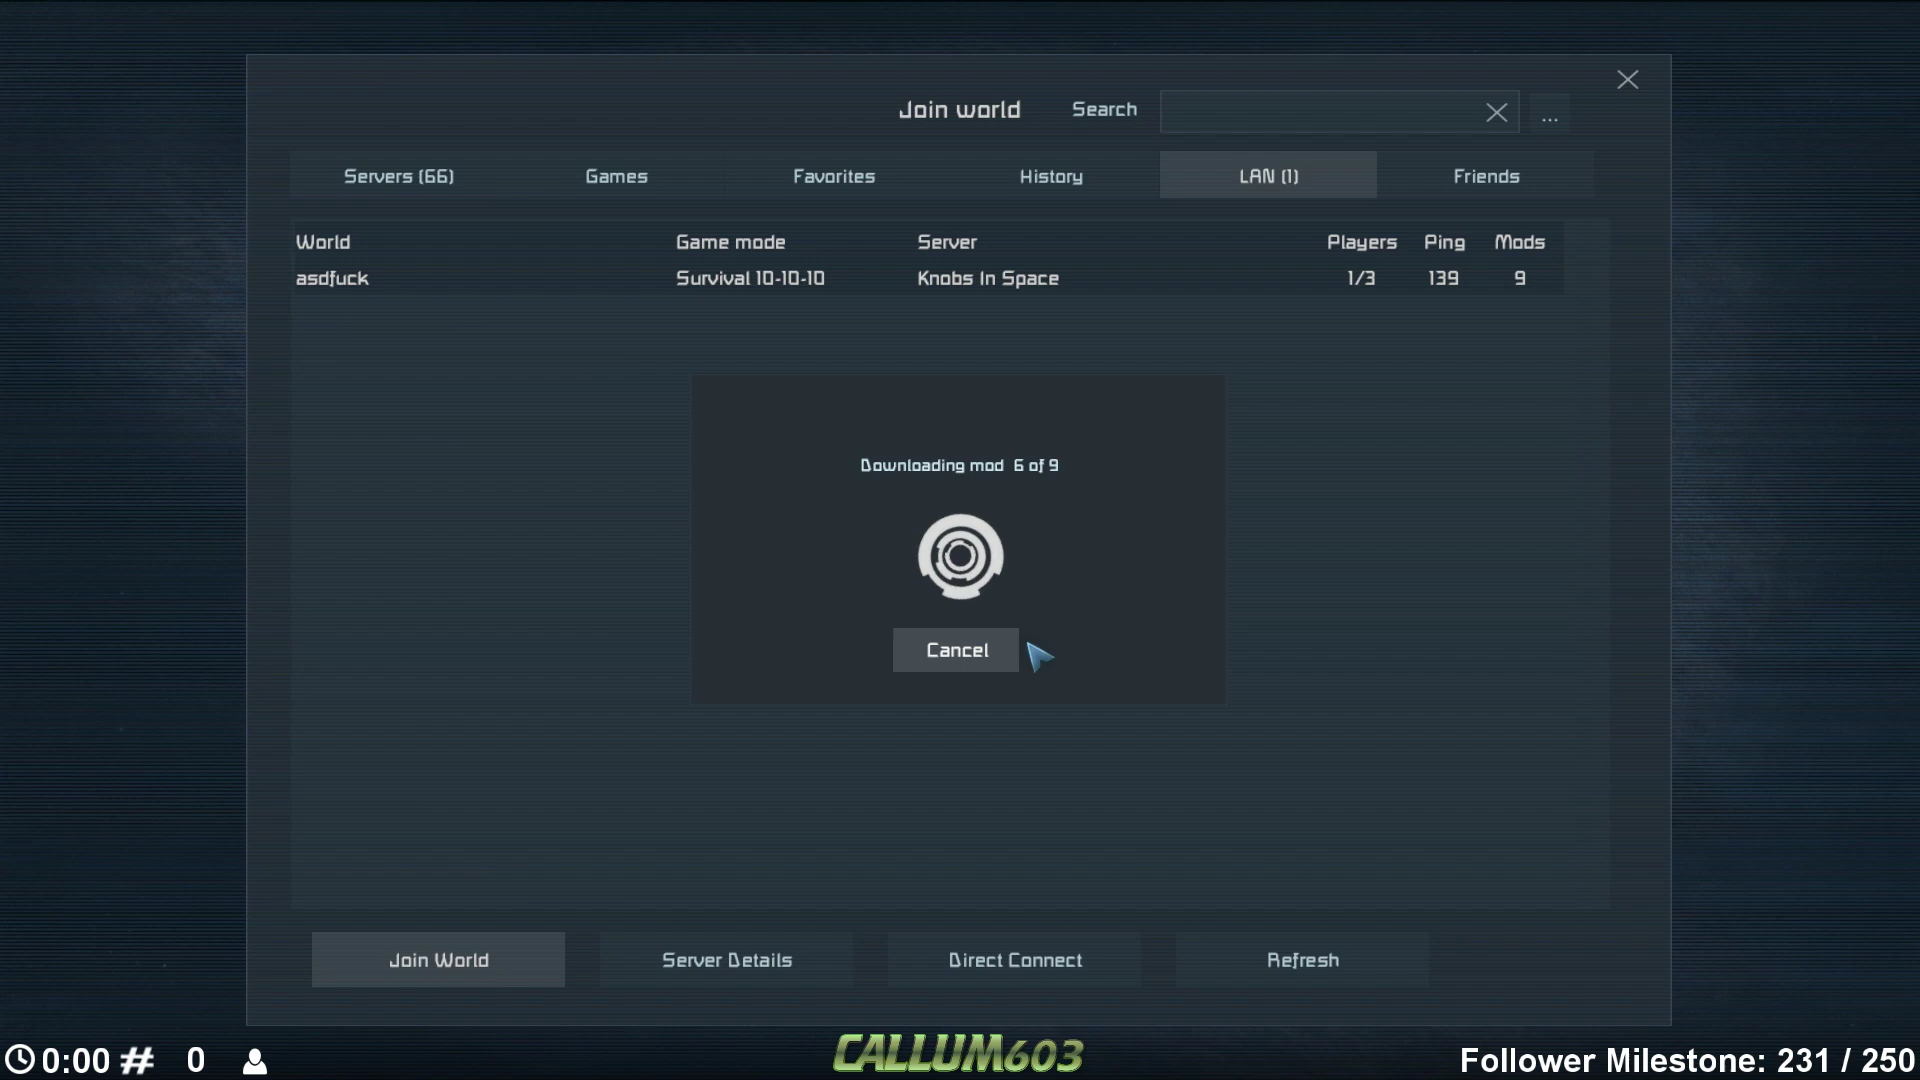 Join world Search
...
Servers (66) Games Favorites History LAN (1) Friends
World Game mode Server Players Ping Mods
asdfuck Survival 10-10-10 Knobs In Space 1/3 139 9
Downloading mod 6 of 9
Cancel
Join World Server Details Direct Connect Refresh
0:00 # 0 CALLUM603 Follower Milestone: 231 / 250